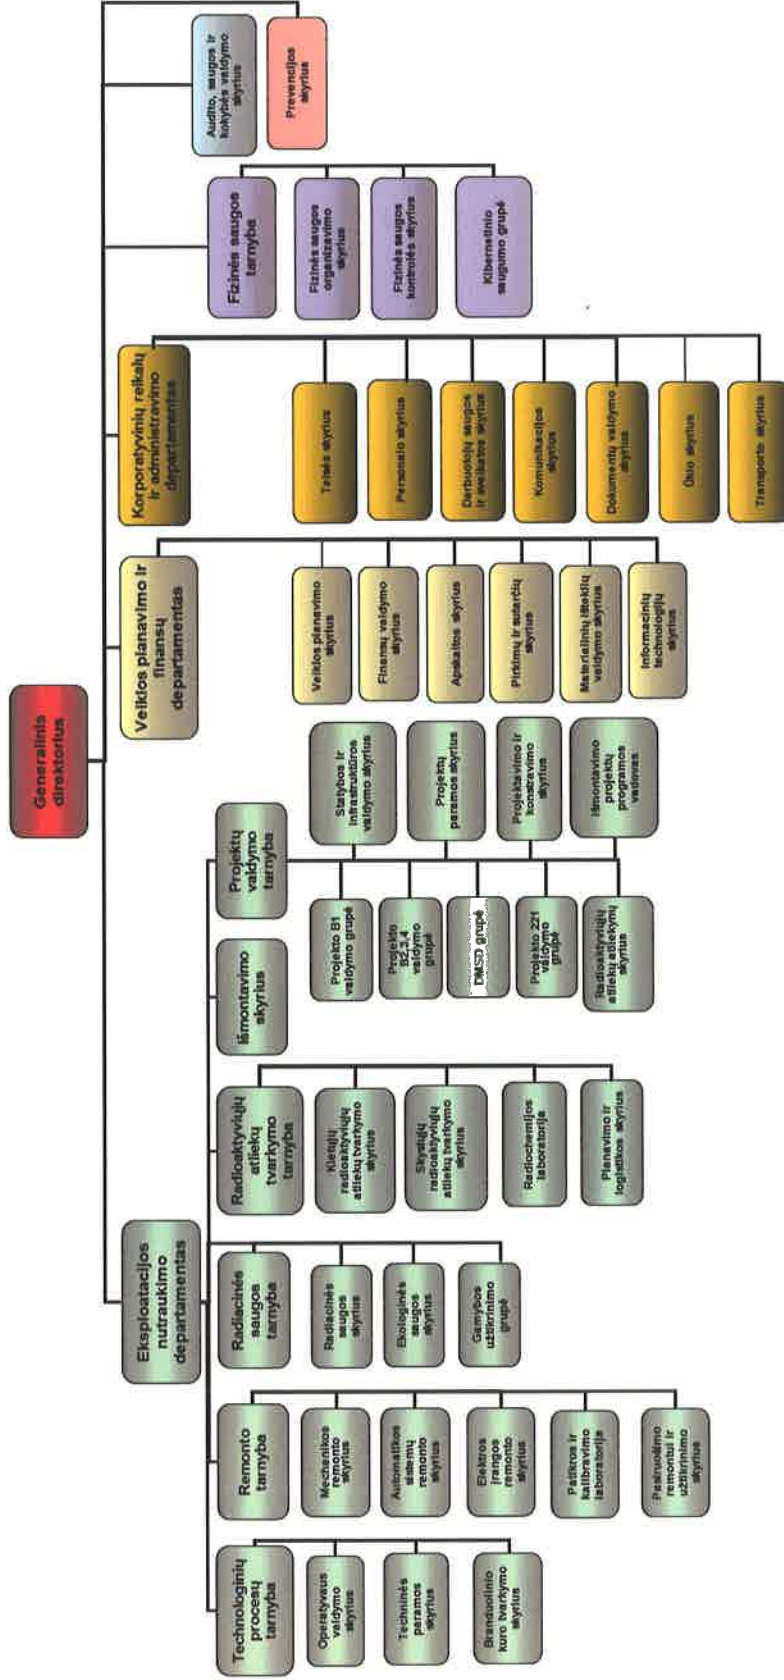 Generalinis
direktorius
Eksploatacijos
nutraukimo
departamentas
Veiklos planavimo ir
finansų
departamentas
Korporatyvinių reikalų
ir administravimo
departamentas
Fizinės saugos
tarnyba
Audito, saugos ir
kokybės valdymo
skyrius
Prevencijos
skyrius
Technologinių
procesų
tarnyba
Operatyvaus
valdymo
skyrius
Techninės
paramos
skyrius
Branduolinio
kuro tvarkymo
skyrius
Remonto
tarnyba
Mechanikos
remonto
skyrius
Automatikos
sistemų
remonto
skyrius
Elektros
įrangos
remonto
skyrius
Patikros ir
kalibravimo
laboratorija
Pasiruošimo
remontui ir
užtikrinimo
skyrius
Radiacinės
saugos
tarnyba
Radiacinės
saugos
skyrius
Ekologinės
saugos
skyrius
Gamybos
užtikrinimo
grupė
Radioaktyviųjų
atliekų
tvarkymo
tarnyba
Kietųjų
radioaktyviųjų
atliekų tvarkymo
skyrius
Skystųjų
radioaktyviųjų
atliekų tvarkymo
skyrius
Radiochemijos
laboratorija
Planavimo ir
logistikos skyrius
Išmontavimo
skyrius
Projektų
valdymo
tarnyba
Projekto B1
valdymo grupė
Projekto
B2,3,4
valdymo
grupė
DMSD grupė
Projekto 221
valdymo
grupė
Radioaktyviųjų
atliekų atliekynų
skyrius
Statybos ir
infrastruktūros
valdymo skyrius
Projektų
paramos skyrius
Projektavimo ir
konstravimo
skyrius
Išmontavimo
projektų
programos
vadovas
Veiklos planavimo
skyrius
Finansų valdymo
skyrius
Apskaitos skyrius
Pirkimų ir sutarčių
skyrius
Materialinių išteklių
valdymo skyrius
Informacinių
technologijų
skyrius
Teisės skyrius
Personalo skyrius
Darbuotojų saugos
ir sveikatos skyrius
Komunikacijos
skyrius
Dokumentų valdymo
skyrius
Ūkio skyrius
Transporto skyrius
Fizinės saugos
organizavimo
skyrius
Fizinės saugos
kontrolės skyrius
Kibernetinio
saugumo grupė